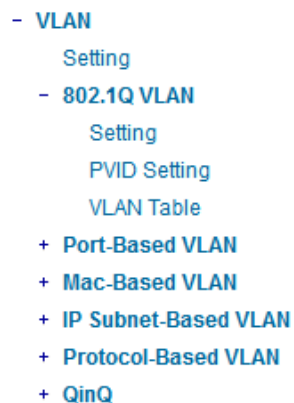 - VLAN
Setting
- 802.1Q VLAN
Setting
PVID Setting
VLAN Table
+ Port-Based VLAN
+ Mac-Based VLAN
+ IP Subnet-Based VLAN
+ Protocol-Based VLAN
+ QinQ